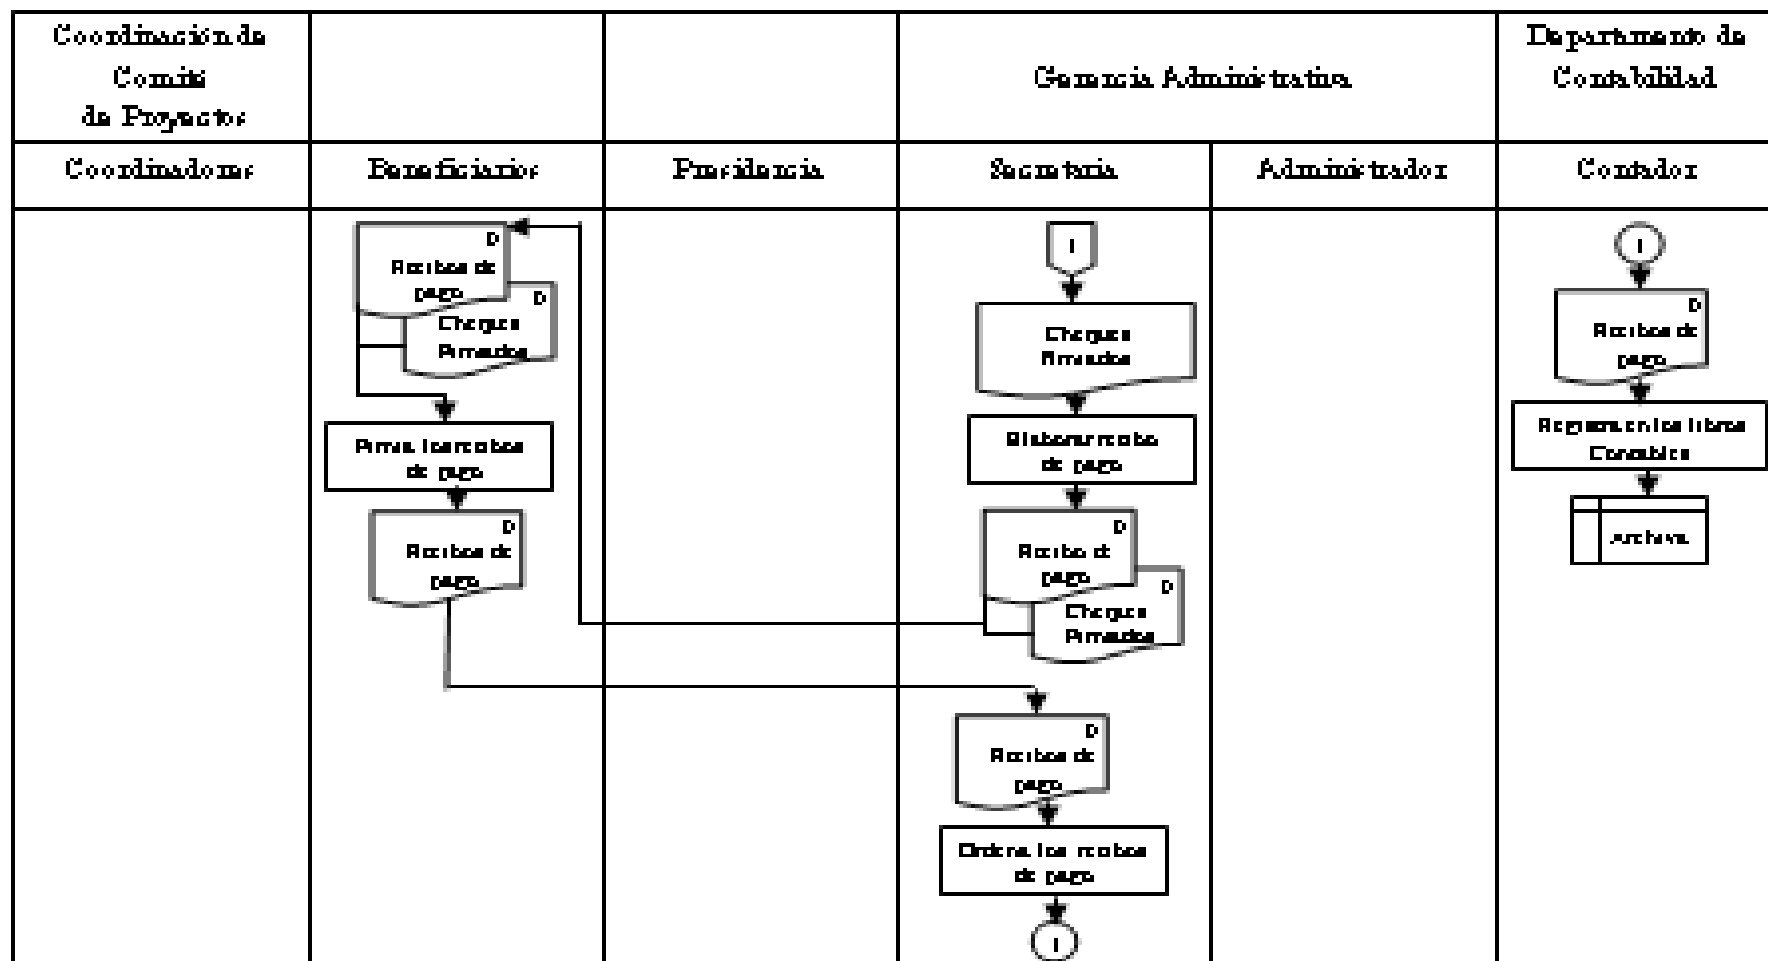 Coordinación de
Comité
de Proyectos
Gerencia Administrativa
Departamento de
Contabilidad
Coordinadores
Beneficiarios
Presidencia
Secretaria
Administrador
Contador
D
Recibos de
pago
D
Cheques
Firmados
Firma los recibos
de pago
D
Recibos de
pago
1
Cheques
Firmados
Elaborar recibo
de pago
D
Recibo de
pago
D
Cheques
Firmados
D
Recibos de
pago
Ordena los recibos
de pago
1
1
D
Recibos de
pago
Registra en los libros
Contables
Archiva